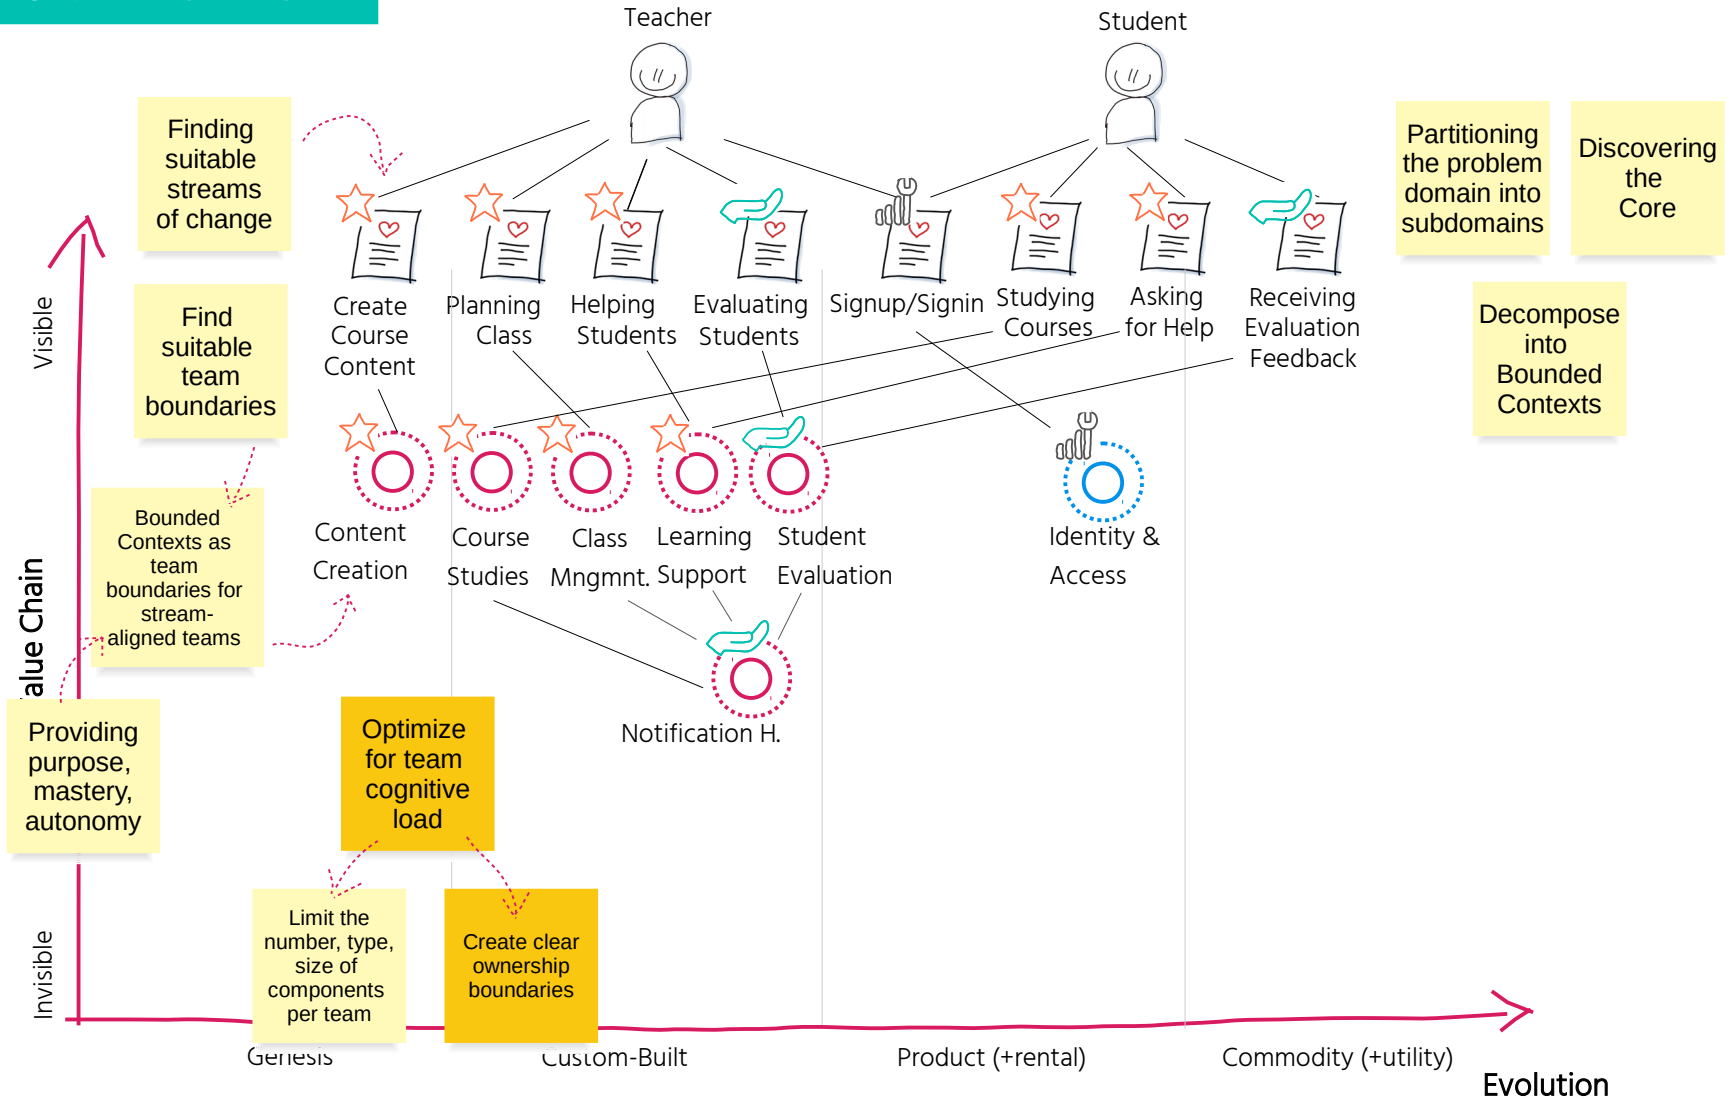 Teacher
Student
Finding
suitable
streams
of change
Partitioning
the problem
domain into
subdomains
Discovering
the
Core
Find
suitable
team
boundaries
Decompose
into
Bounded
Contexts
Create
Course
Content
Planning
Class
Helping
Students
Evaluating
Students
Signup/Signin
Studying
Courses
Asking
for Help
Receiving
Evaluation
Feedback
Visible
Bounded
Contexts as
team
boundaries for
stream-
aligned teams
Content
Creation
Course
Studies
Class
Mngmnt.
Learning
Support
Student
Evaluation
Identity &
Access
Notification H.
alue Chain
Providing
purpose,
mastery,
autonomy
Optimize
for team
cognitive
load
Limit the
number, type,
size of
components
per team
Create clear
ownership
boundaries
Invisible
Genesis
Custom-Built
Product (+rental)
Commodity (+utility)
Evolution